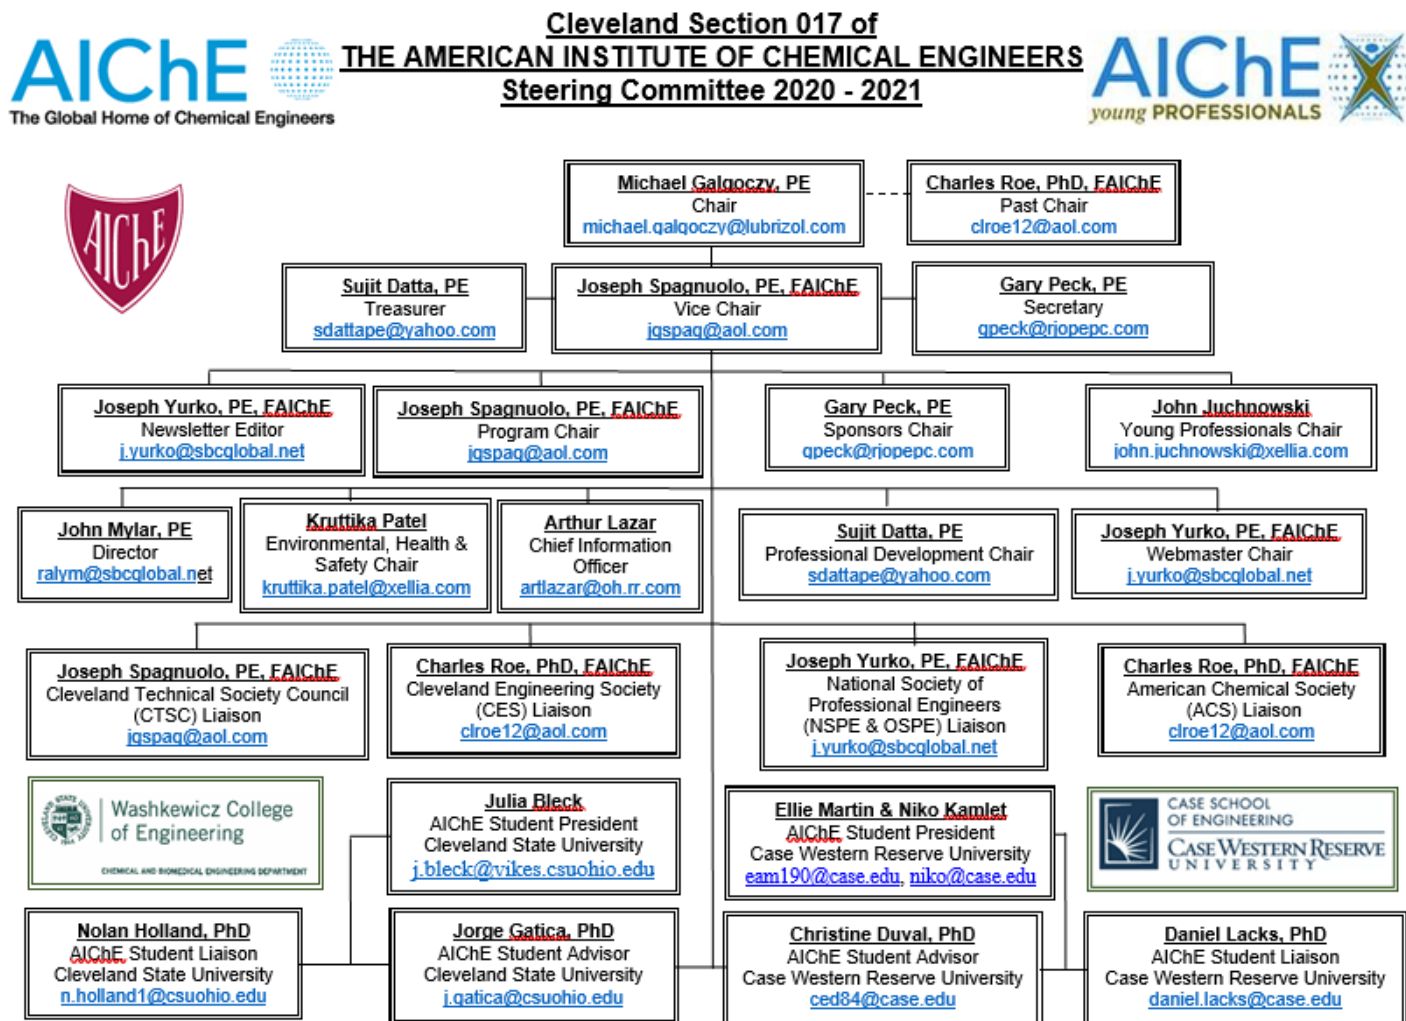 Cleveland Section 017 of
THE AMERICAN INSTITUTE OF CHEMICAL ENGINEERS
Steering Committee 2020 - 2021
AIChE
The Global Home of Chemical Engineers
AIChE
young PROFESSIONALS
AIChE
Michael Galgoczy, PE
Chair
michael.galgoczy@lubrizol.com
Charles Roe, PhD, FAIChE
Past Chair
clroe12@aol.com
Sujit Datta, PE
Treasurer
sdattape@yahoo.com
Joseph Spagnuolo, PE, FAIChE
Vice Chair
jgspag@aol.com
Gary Peck, PE
Secretary
gpeck@rjopepc.com
Joseph Yurko, PE, FAIChE
Newsletter Editor
j.yurko@sbcglobal.net
Joseph Spagnuolo, PE, FAIChE
Program Chair
jgspag@aol.com
Gary Peck, PE
Sponsors Chair
gpeck@rjopepc.com
John Juchnowski
Young Professionals Chair
john.juchnowski@xellia.com
John Mylar, PE
Director
ralym@sbcglobal.net
Kruttika Patel
Environmental, Health &
Safety Chair
kruttika.patel@xellia.com
Arthur Lazar
Chief Information
Officer
artlazar@oh.rr.com
Sujit Datta, PE
Professional Development Chair
sdattape@yahoo.com
Joseph Yurko, PE, FAIChE
Webmaster Chair
j.yurko@sbcglobal.net
Joseph Spagnuolo, PE, FAIChE
Cleveland Technical Society Council
(CTSC) Liaison
jgspag@aol.com
Charles Roe, PhD, FAIChE
Cleveland Engineering Society
(CES) Liaison
clroe12@aol.com
Joseph Yurko, PE, FAIChE
National Society of
Professional Engineers
(NSPE & OSPE) Liaison
j.yurko@sbcglobal.net
Charles Roe, PhD, FAIChE
American Chemical Society
(ACS) Liaison
clroe12@aol.com
Washkewicz College
of Engineering
CHEMICAL AND BIOMEDICAL ENGINEERING DEPARTMENT
Julia Bleck
AIChE Student President
Cleveland State University
j.bleck@vikes.csuohio.edu
Ellie Martin & Niko Kamlet
AIChE Student President
Case Western Reserve University
eam190@case.edu, niko@case.edu
CASE SCHOOL
OF ENGINEERING
CASE WESTERN RESERVE
UNIVERSITY
Nolan Holland, PhD
AIChE Student Liaison
Cleveland State University
n.holland1@csuohio.edu
Jorge Gatica, PhD
AIChE Student Advisor
Cleveland State University
j.gatica@csuohio.edu
Christine Duval, PhD
AIChE Student Advisor
Case Western Reserve University
ced84@case.edu
Daniel Lacks, PhD
AIChE Student Liaison
Case Western Reserve University
daniel.lacks@case.edu